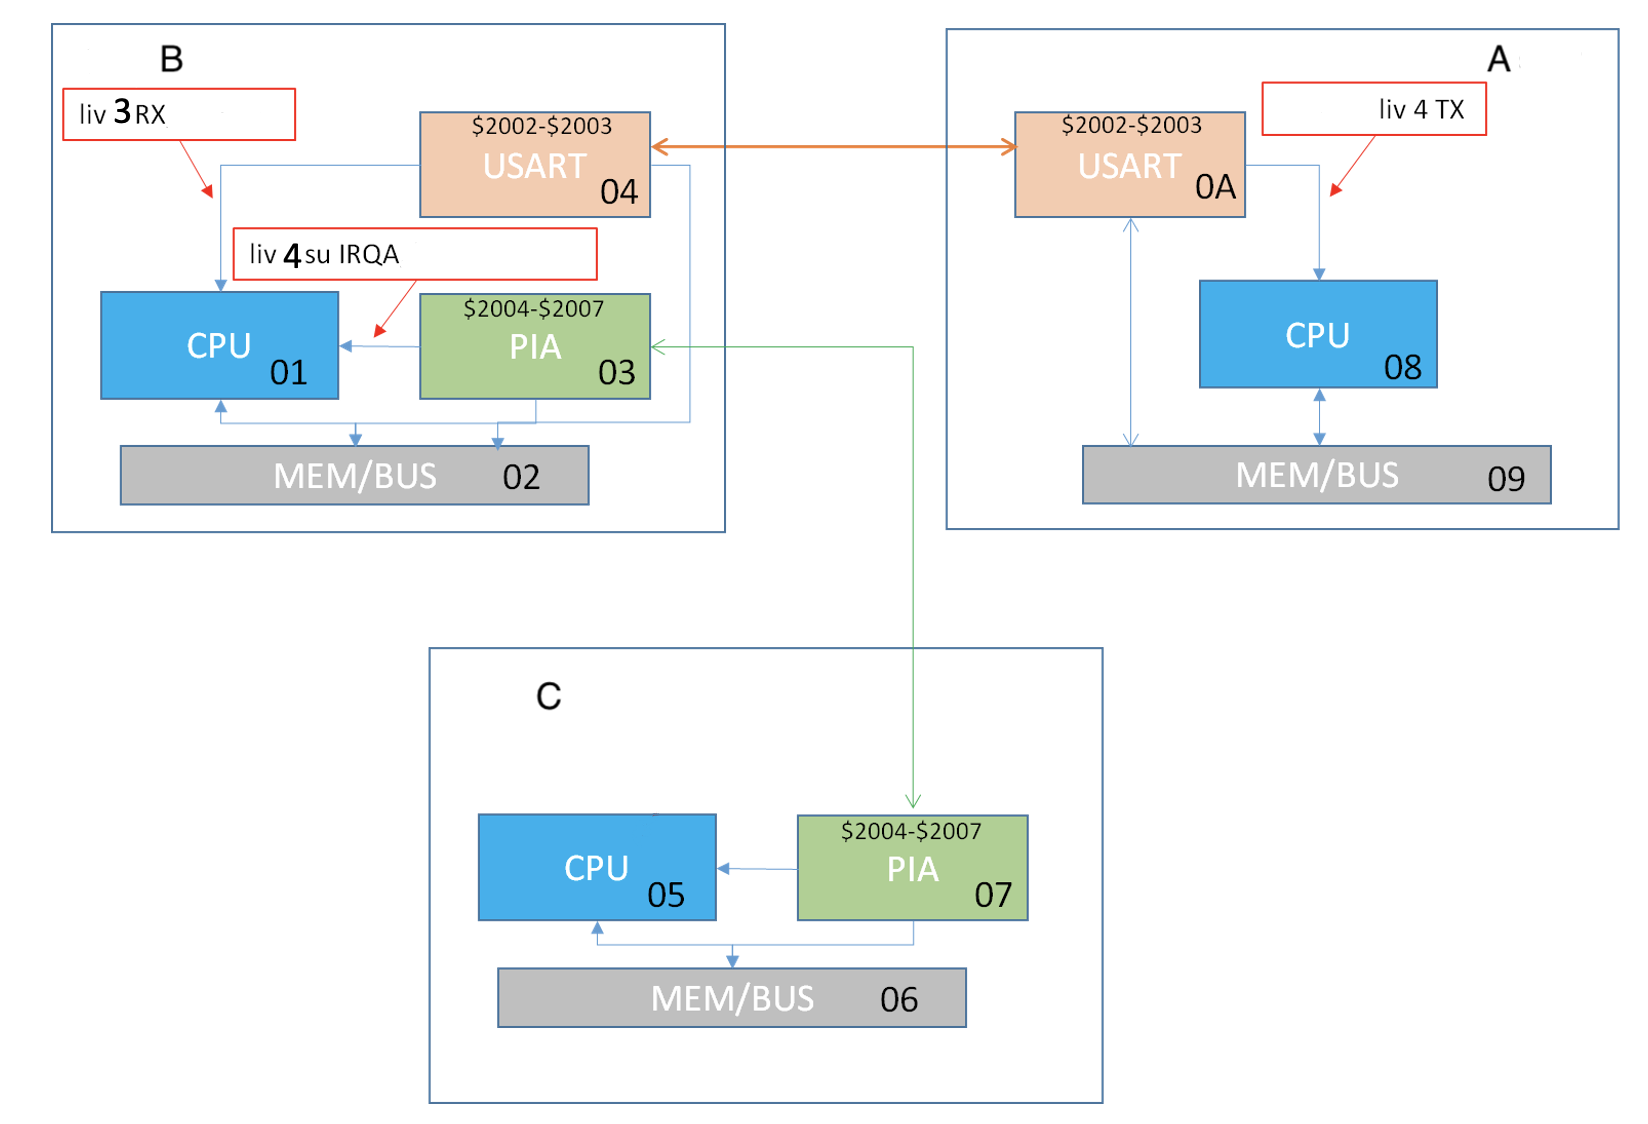 B
liv 3 RX
$2002-$2003
USART
04
liv 4 su IRQA
CPU
01
$2004-$2007
PIA
03
MEM/BUS
02
A
liv 4 TX
$2002-$2003
USART
0A
CPU
08
MEM/BUS
09
C
CPU
05
$2004-$2007
PIA
07
MEM/BUS
06